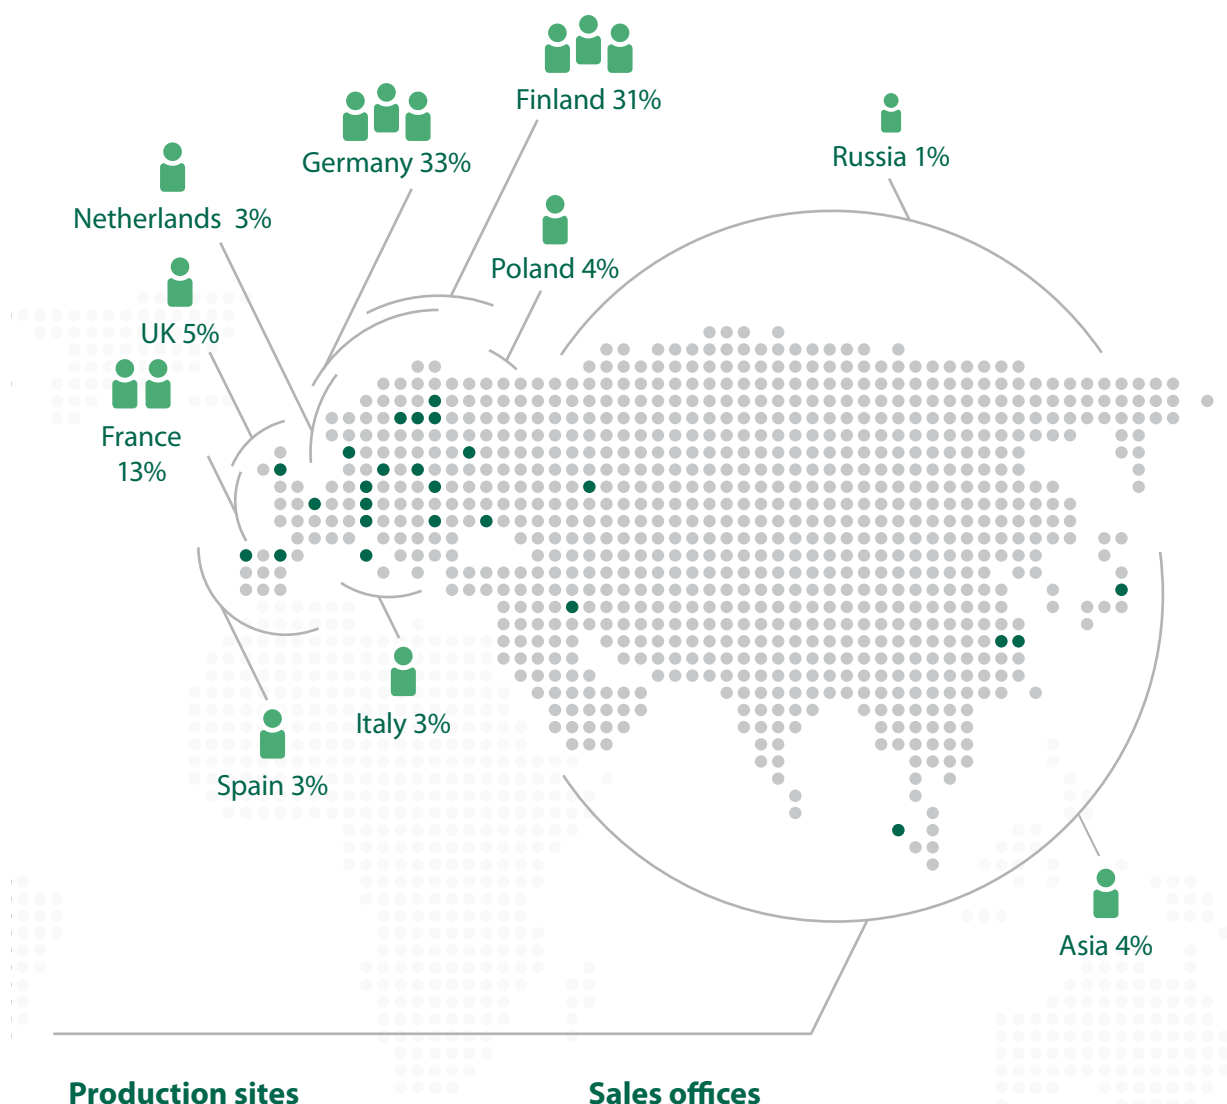 Finland 31%
Russia 1%
Germany 33%
Netherlands 3%
Poland 4%
UK 5%
France
13%
Italy 3%
Spain 3%
Asia 4%
Production sites
Sales offices